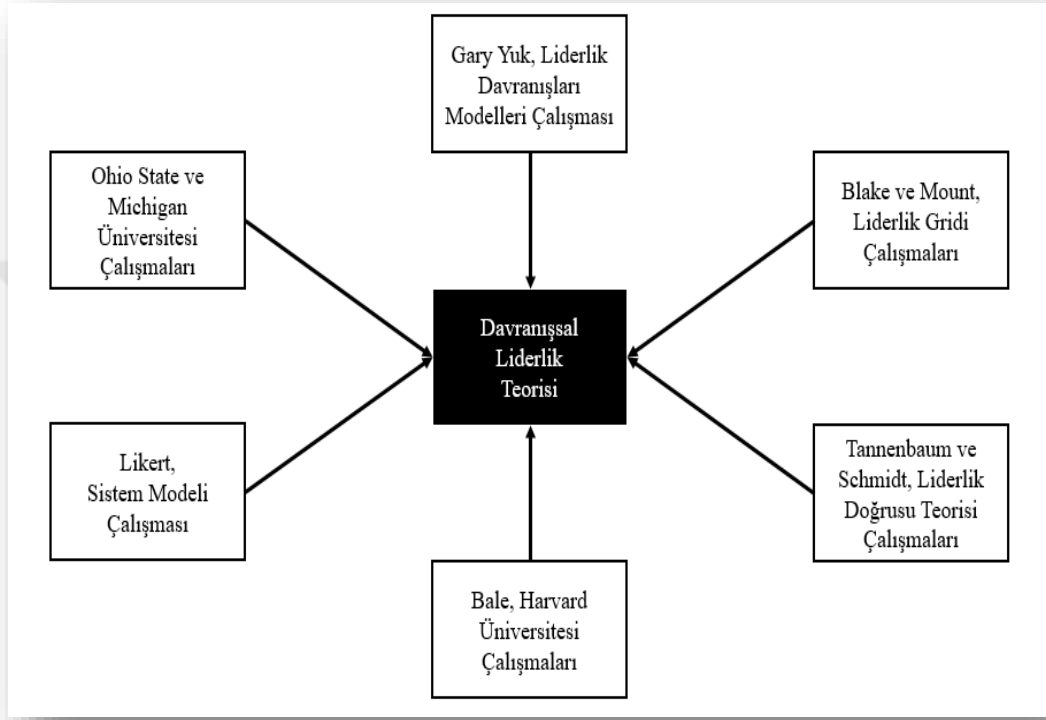 Gary Yuk, Liderlik
Davranışları
Modelleri Çalışması
Ohio State ve
Michigan
Üniversitesi
Çalışmaları
Blake ve Mount,
Liderlik Gridi
Çalışmaları
Davranışsal
Liderlik
Teorisi
Likert,
Sistem Modeli
Çalışması
Tannenbaum ve
Schmidt, Liderlik
Doğrusu Teorisi
Çalışmaları
Bale, Harvard
Üniversitesi
Çalışmaları